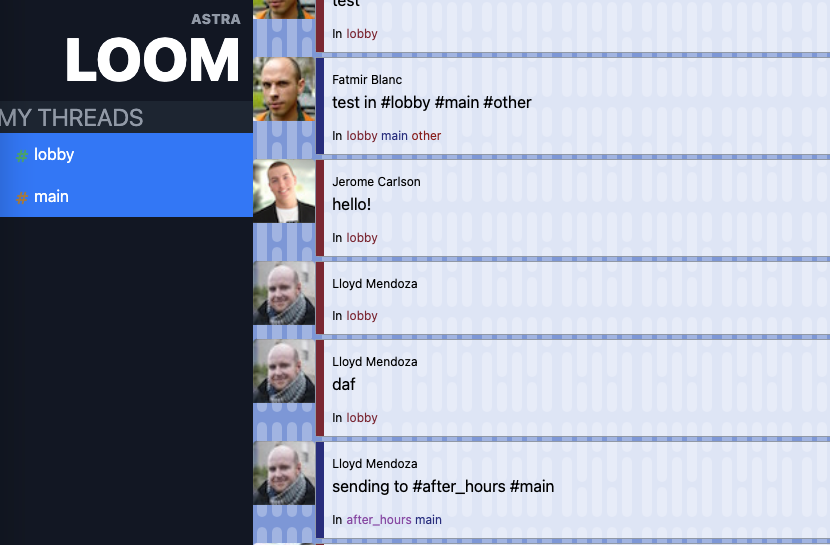 ASTRA
LOOM
MY THREADS
# lobby
# main
test
In lobby
Fatmir Blanc
test in #lobby #main #other
In lobby main other
Jerome Carlson
hello!
In lobby
Lloyd Mendoza
In lobby
Lloyd Mendoza
daf
In lobby
Lloyd Mendoza
sending to #after_hours #main
In after_hours main